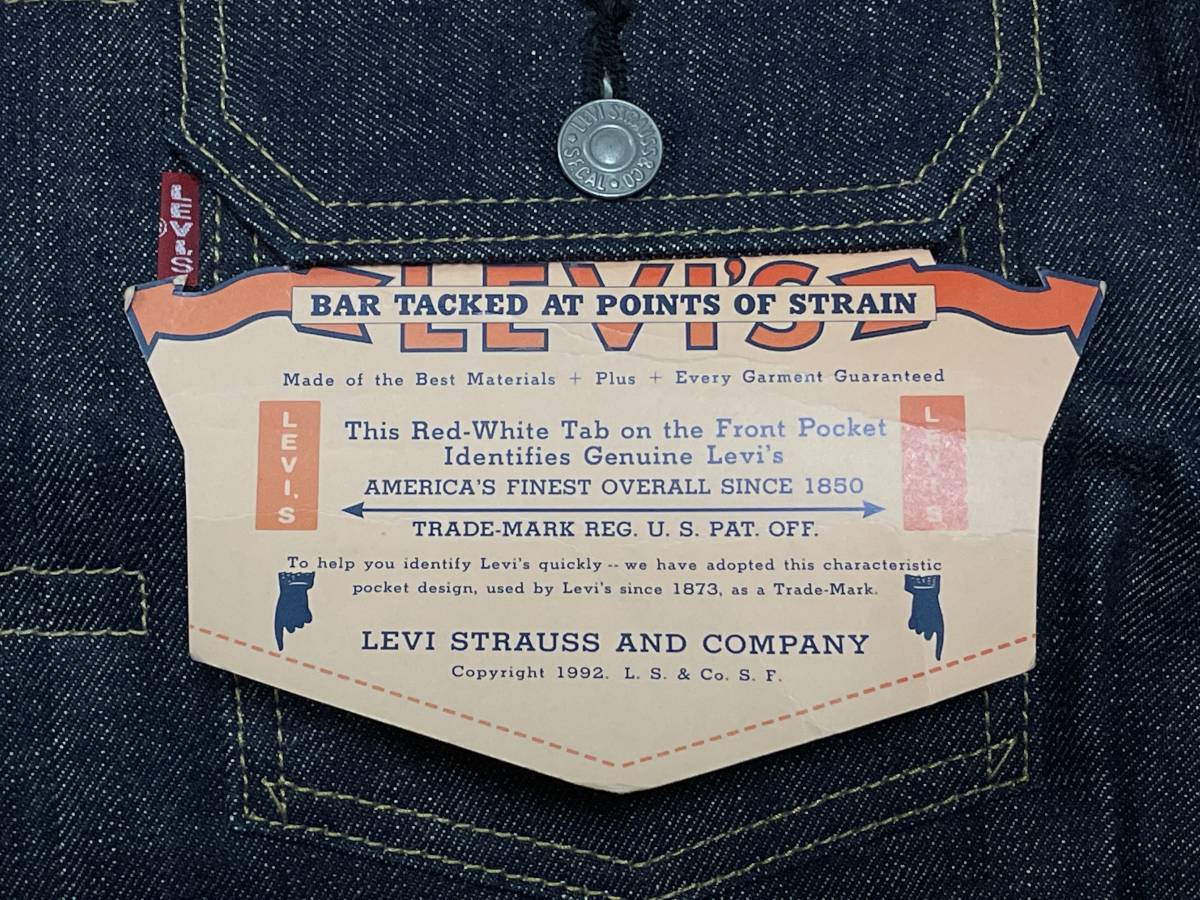 LEVI STRAUSS & CO
S.F. CAL
LEVI'S
®
LEVI'S
BAR TACKED AT POINTS OF STRAIN
Made of the Best Materials + Plus + Every Garment Guaranteed
LEVI'S
LEVI'S
This Red-White Tab on the Front Pocket
Identifies Genuine Levi's
AMERICA'S FINEST OVERALL SINCE 1850
TRADE-MARK REG. U. S. PAT. OFF.
To help you identify Levi's quickly -- we have adopted this characteristic
pocket design, used by Levi's since 1873, as a Trade-Mark.
LEVI STRAUSS AND COMPANY
Copyright 1992. L. S. & Co. S. F.